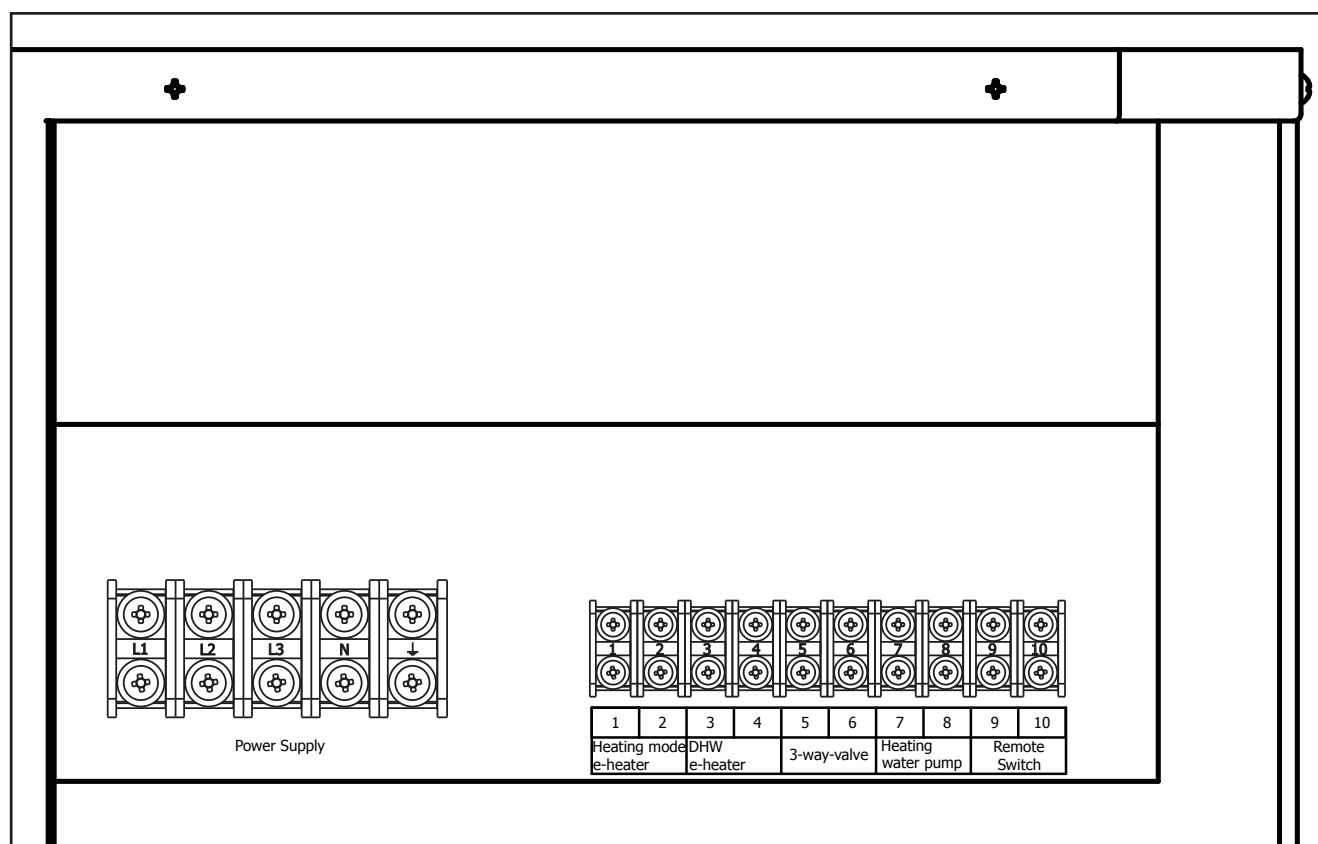 L1 L2 L3 N
1 2 3 4 5 6 7 8 9 10
Power Supply
1 2 3 4 5 6 7 8 9 10
Heating mode
e-heater
DHW
e-heater
3-way-valve
Heating
water pump
Remote
Switch